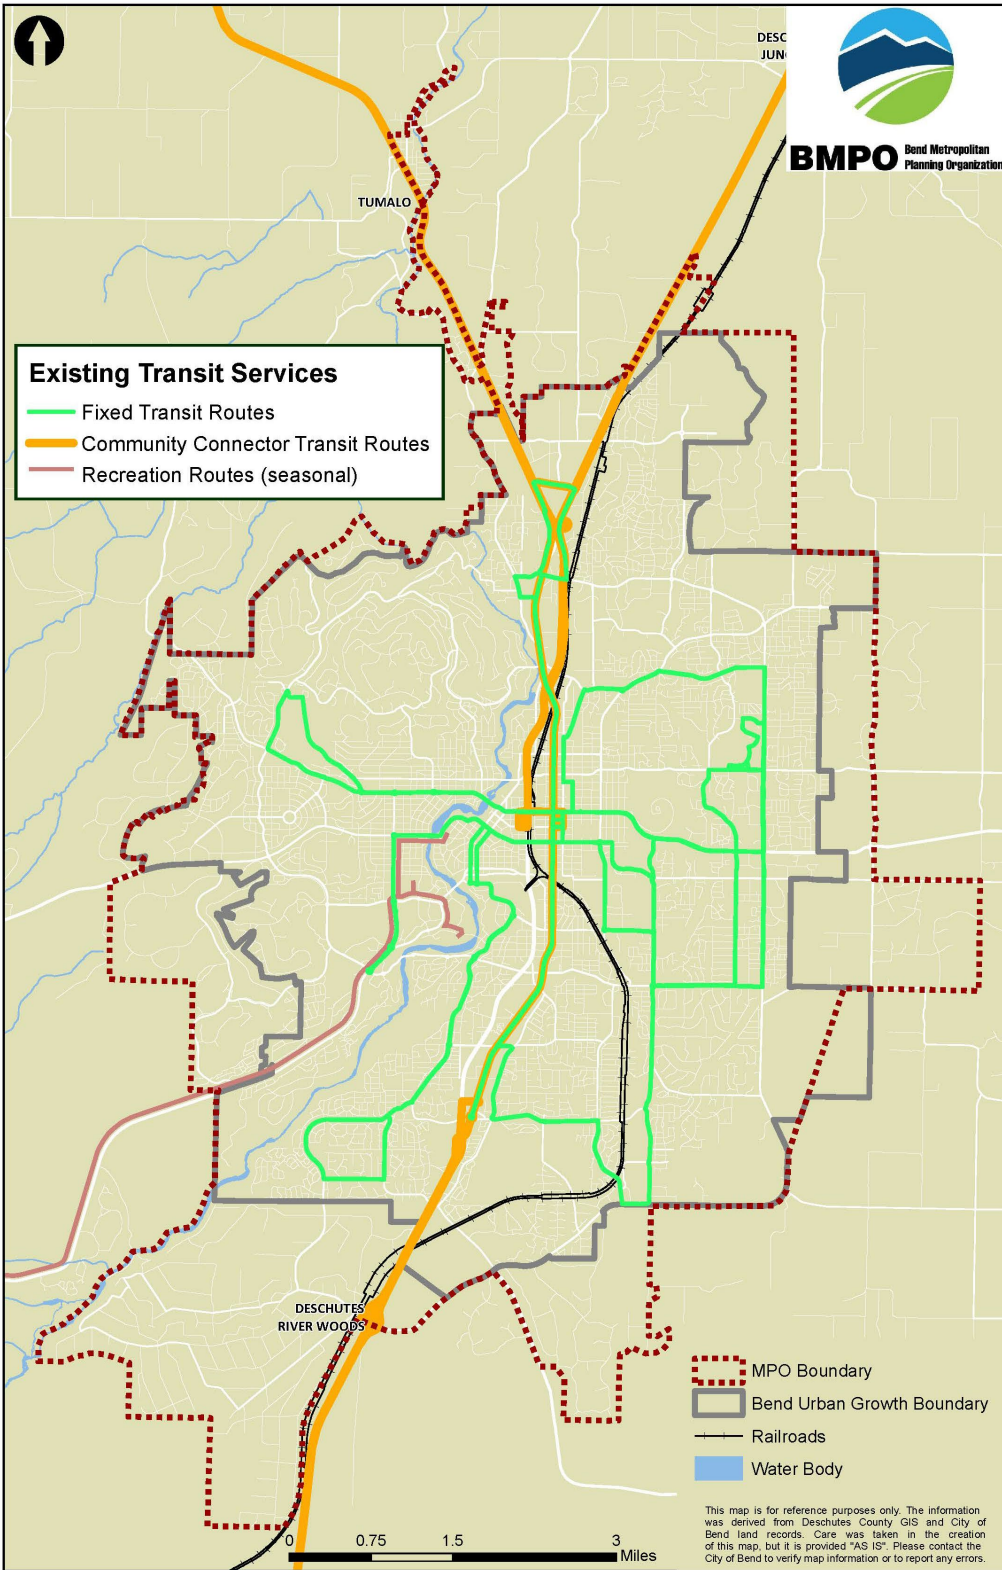 DESC
JUN
BMPO Bend Metropolitan
Planning Organization
TUMALO
Existing Transit Services
Fixed Transit Routes
Community Connector Transit Routes
Recreation Routes (seasonal)
DESCHUTES
RIVER WOODS
MPO Boundary
Bend Urban Growth Boundary
Railroads
Water Body
0 0.75 1.5 3
Miles
This map is for reference purposes only. The information
was derived from Deschutes County GIS and City of
Bend land records. Care was taken in the creation
of this map, but it is provided "AS IS". Please contact the
City of Bend to verify map information or to report any errors.